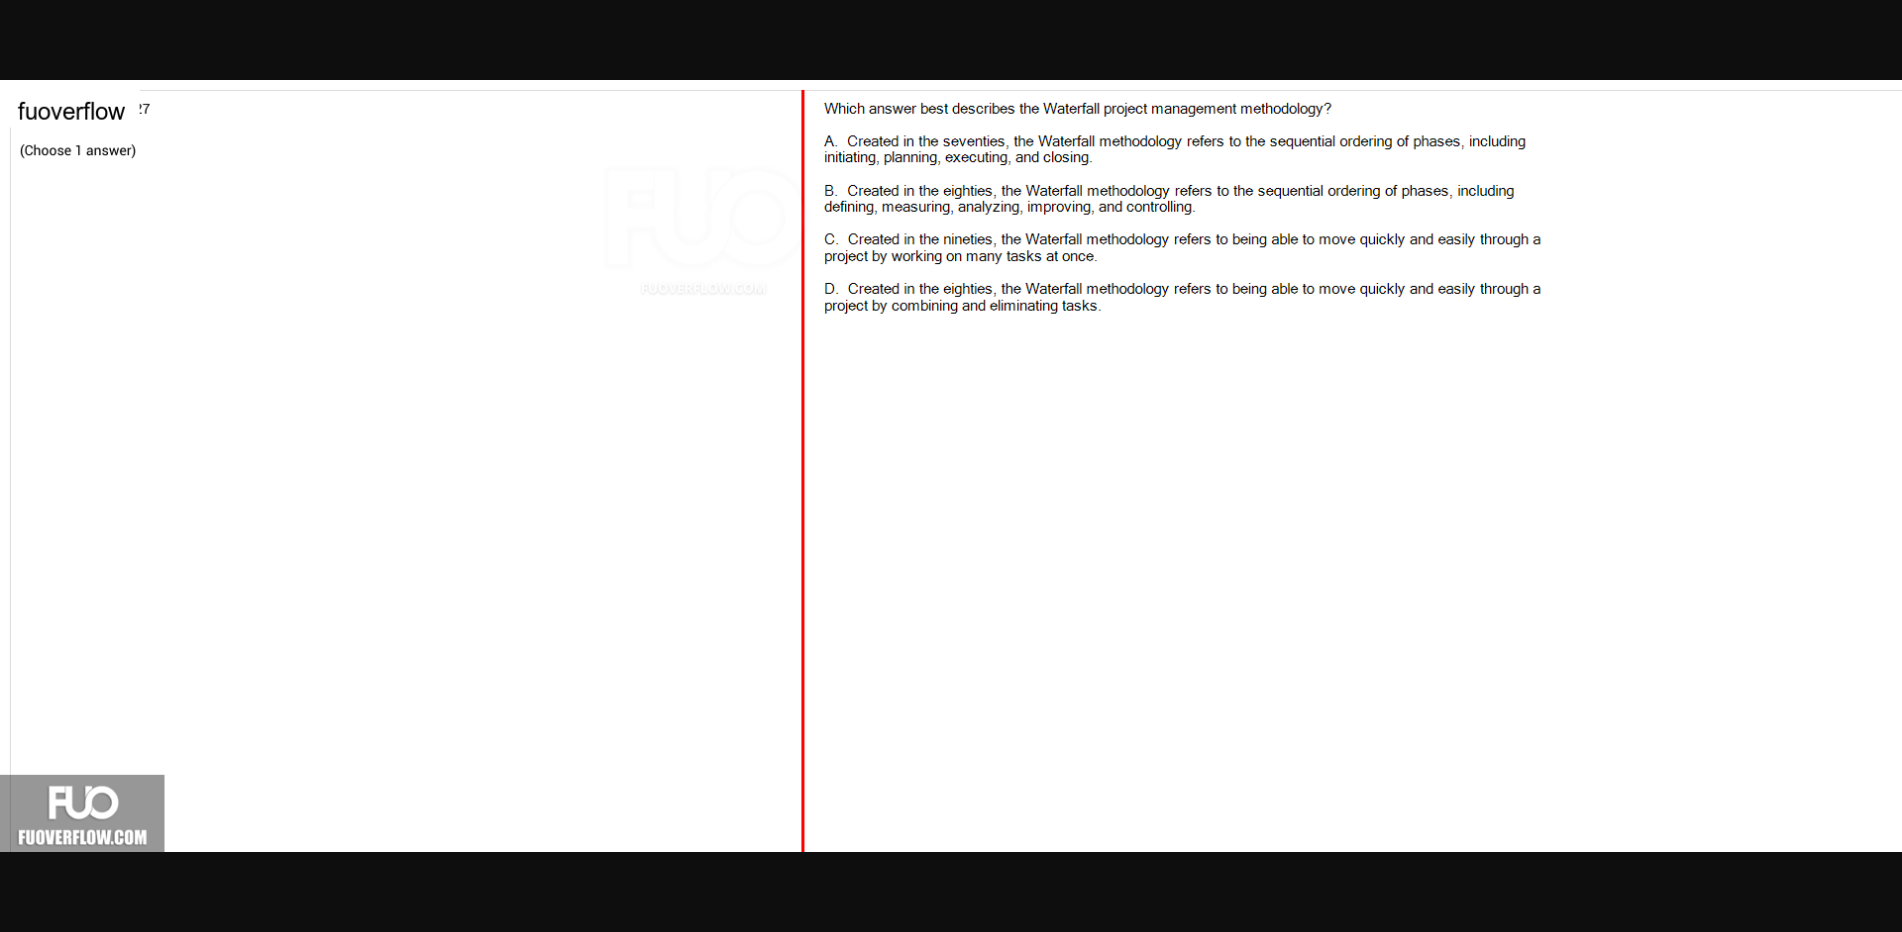 fuoverflow 27
(Choose 1 answer)
FUO
FUOVERFLOW.COM
Which answer best describes the Waterfall project management methodology?
A. Created in the seventies, the Waterfall methodology refers to the sequential ordering of phases, including
initiating, planning, executing, and closing.
B. Created in the eighties, the Waterfall methodology refers to the sequential ordering of phases, including
defining, measuring, analyzing, improving, and controlling.
C. Created in the nineties, the Waterfall methodology refers to being able to move quickly and easily through a
project by working on many tasks at once.
D. Created in the eighties, the Waterfall methodology refers to being able to move quickly and easily through a
project by combining and eliminating tasks.
FUO
FUOVERFLOW.COM